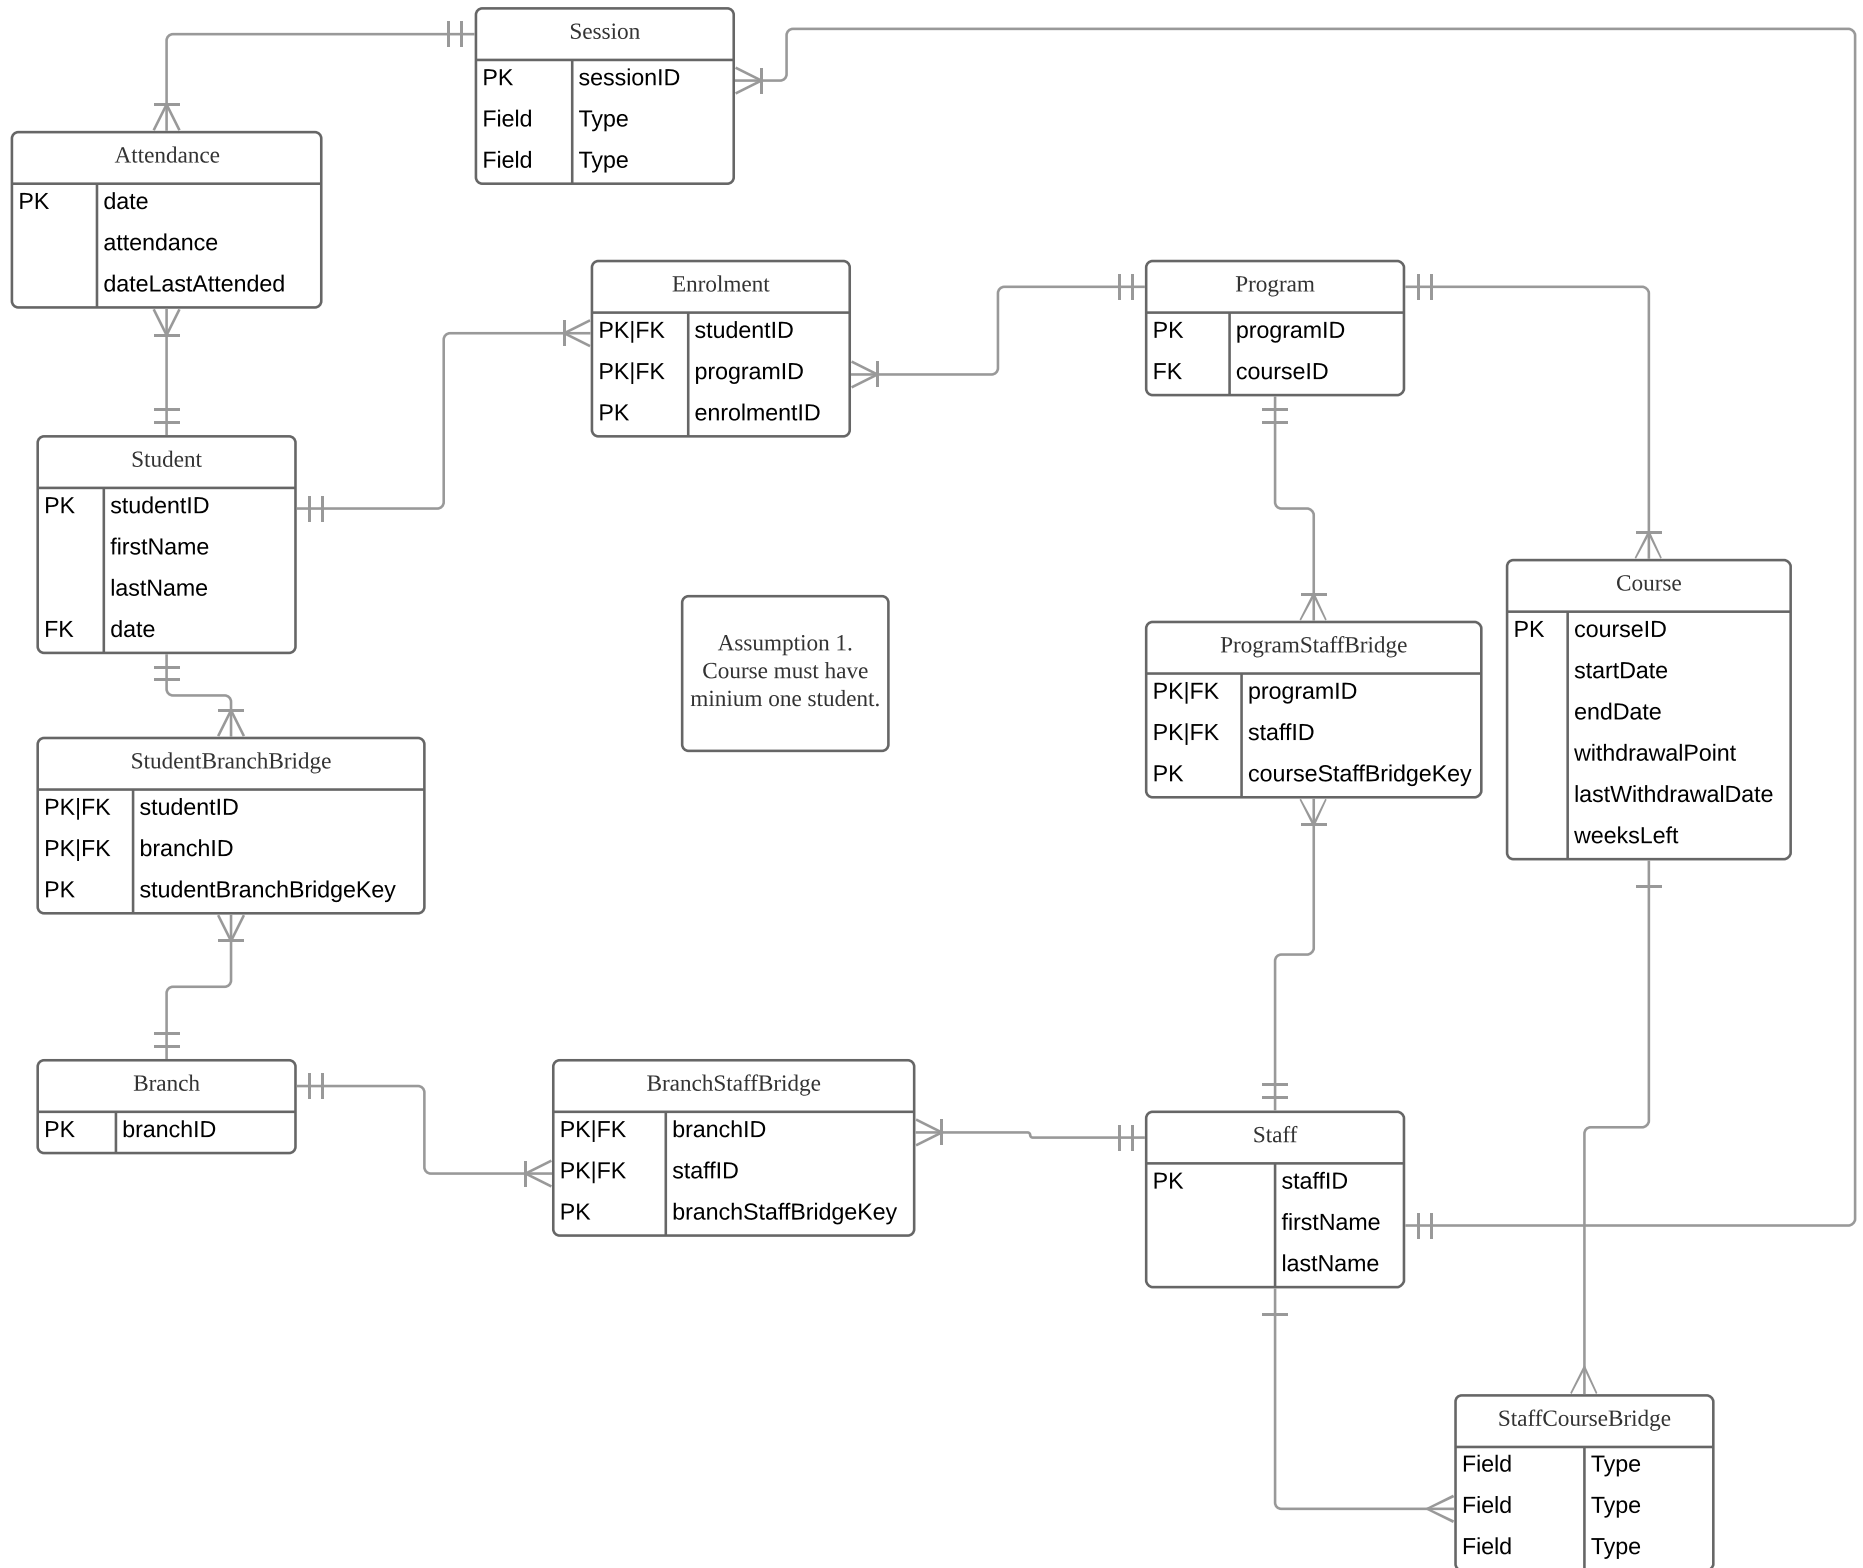 Session
PK sessionID
Field Type
Field Type
Attendance
PK date
attendance
dateLastAttended
Enrolment
PK|FK studentID
PK|FK programID
PK enrolmentID
Program
PK programID
FK courseID
Student
PK studentID
firstName
lastName
FK date
Assumption 1.
Course must have
minium one student.
Course
PK courseID
startDate
endDate
withdrawalPoint
lastWithdrawalDate
weeksLeft
ProgramStaffBridge
PK|FK programID
PK|FK staffID
PK courseStaffBridgeKey
StudentBranchBridge
PK|FK studentID
PK|FK branchID
PK studentBranchBridgeKey
Branch
PK branchID
BranchStaffBridge
PK|FK branchID
PK|FK staffID
PK branchStaffBridgeKey
Staff
PK staffID
firstName
lastName
StaffCourseBridge
Field Type
Field Type
Field Type